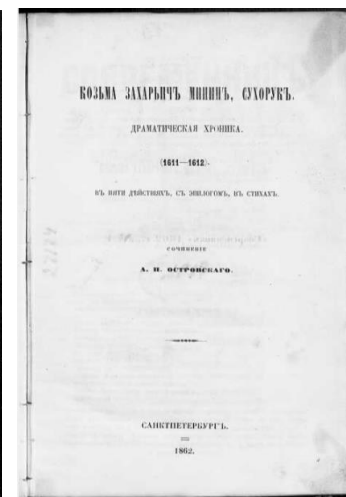 КОЗЬМА ЗАХАРЬИЧЪ МИНИНЪ, СУХОРУКЪ.
ДРАМАТИЧЕСКАЯ ХРОНИКА.
(1611—1612).
ВЪ ПЯТИ ДѢЙСТВІЯХЪ, СЪ ЭПИЛОГОМЪ, ВЪ СТИХАХЪ.
СОЧИНЕНІЕ
А. Н. ОСТРОВСКАГО.
САНКТПЕТЕРБУРГЪ.
1862.